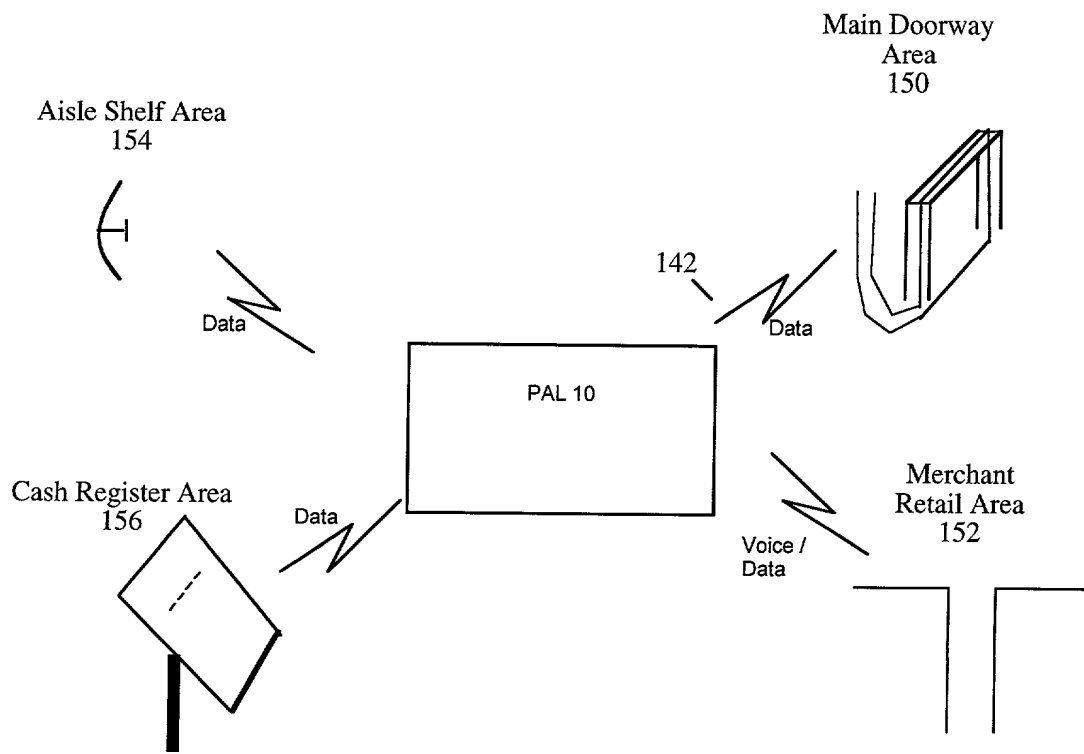 Main Doorway
Area
150
Aisle Shelf Area
154
142
Data
Data
PAL 10
Cash Register Area
156
Data
Merchant
Retail Area
152
Voice /
Data